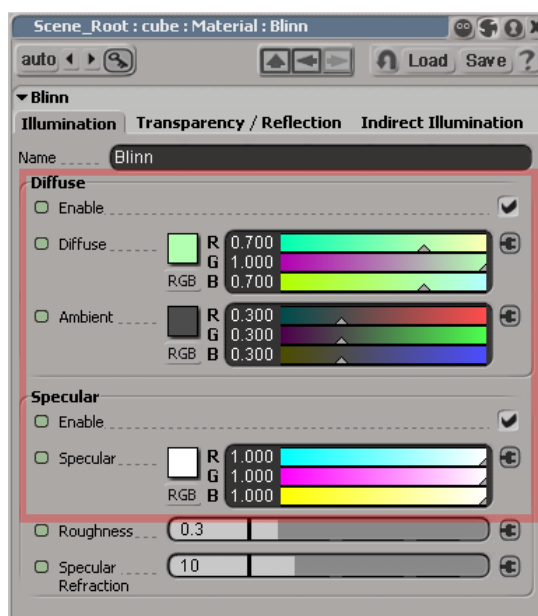 Scene_Root : cube : Material : Blinn
auto Load Save ?
Blinn
Illumination Transparency / Reflection Indirect Illumination
Name Blinn
Diffuse
Enable
Diffuse R 0.700
G 1.000
RGB B 0.700
Ambient R 0.300
G 0.300
RGB B 0.300
Specular
Enable
Specular R 1.000
G 1.000
RGB B 1.000
Roughness 0.3
Specular 10
Refraction